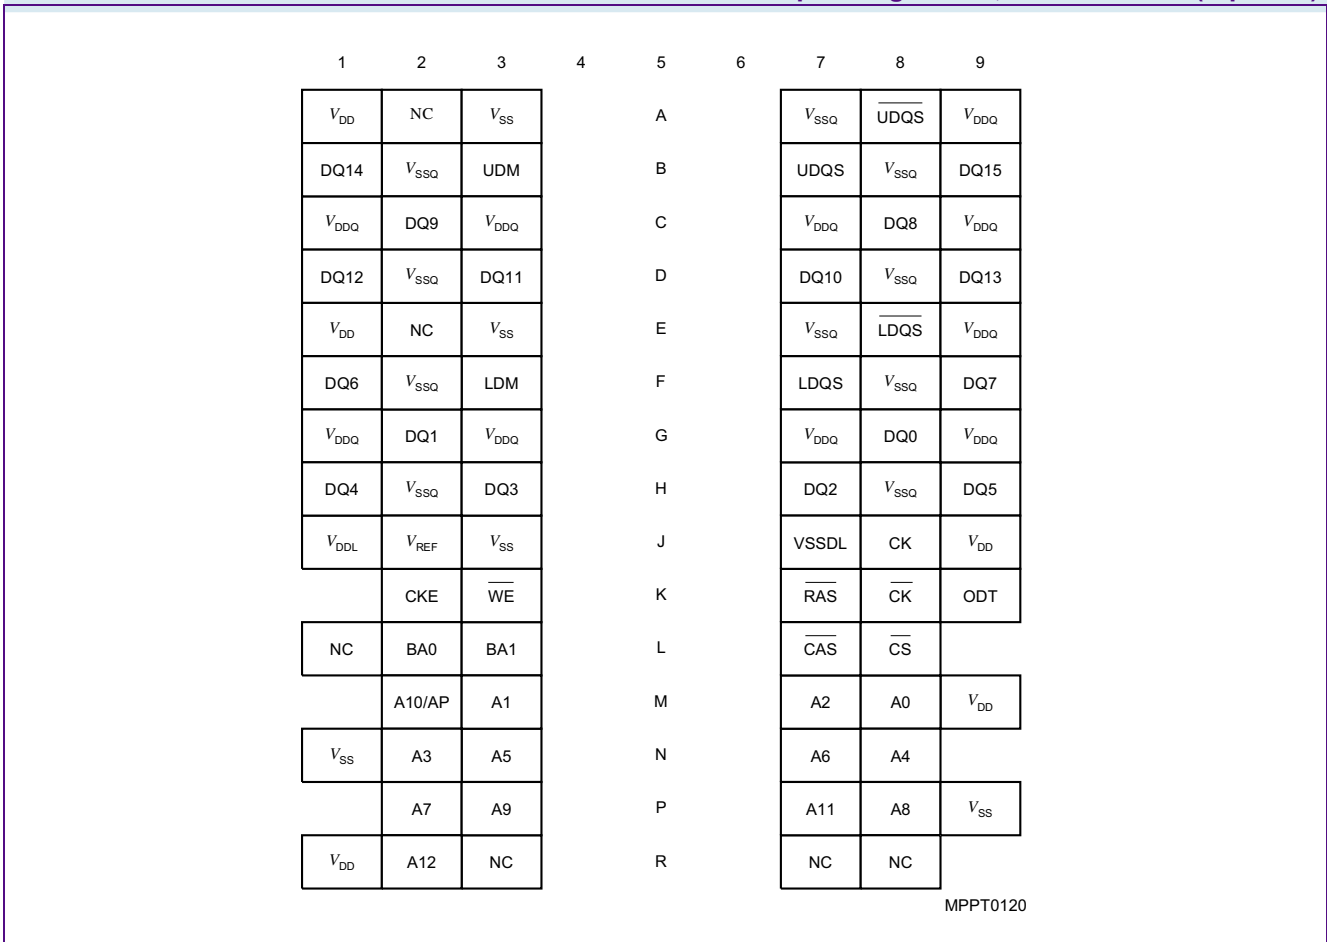 1 2 3 4 5 6 7 8 9
VDD NC VSS A VSSQ UDQS VDDQ
DQ14 VSSQ UDM B UDQS VSSQ DQ15
VDDQ DQ9 VDDQ C VDDQ DQ8 VDDQ
DQ12 VSSQ DQ11 D DQ10 VSSQ DQ13
VDD NC VSS E VSSQ LDQS VDDQ
DQ6 VSSQ LDM F LDQS VSSQ DQ7
VDDQ DQ1 VDDQ G VDDQ DQ0 VDDQ
DQ4 VSSQ DQ3 H DQ2 VSSQ DQ5
VDDL VREF VSS J VSSDL CK VDD
CKE WE K RAS CK ODT
NC BA0 BA1 L CAS CS
A10/AP A1 M A2 A0 VDD
VSS A3 A5 N A6 A4
A7 A9 P A11 A8 VSS
VDD A12 NC R NC NC
MPPT0120